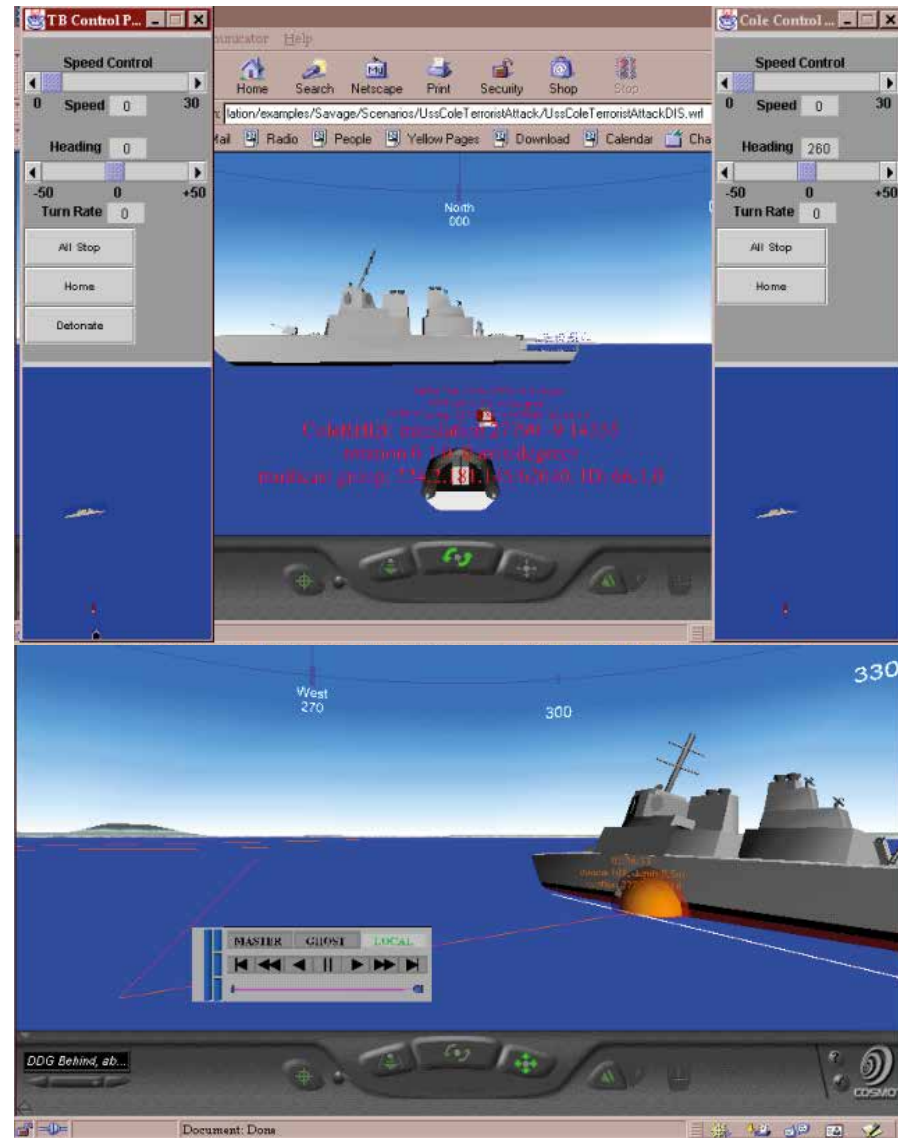 TB Control P...
Speed Control
0 Speed 0 30
Heading 0
-50 0 +50
Turn Rate 0
All Stop
Home
Detonate
Help
Home Search Netscape Print Security Shop Stop
lation/examples/Savage/Scenarios/UssColeTerroristAttack/UssColeTerroristAttackDIS.wrl
Mail Radio People Yellow Pages Download Calendar Cha
North
000
multicast group:
Cole Control ...
Speed Control
0 Speed 0 30
Heading 260
-50 0 +50
Turn Rate 0
All Stop
Home
West
270
300
330
MASTER GHOST LOCAL
DDG Behind, ab...
?
COSMO
Document: Done